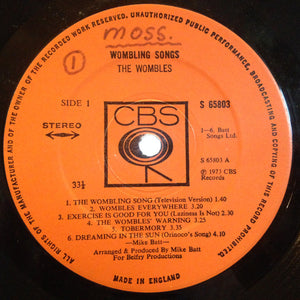 ALL RIGHTS OF THE MANUFACTURER AND OF THE OWNER OF THE RECORDED WORK RESERVED. UNAUTHORIZED PUBLIC PERFORMANCE, BROADCASTING AND COPYING OF THIS RECORD PROHIBITED.
moss.
1
WOMBLING SONGS
THE WOMBLES
SIDE 1
S 65803
STEREO
CBS
1—6. Batt
Songs Ltd.
S 65803 A
33⅓
℗ 1973 CBS
Records
1. THE WOMBLING SONG (Television Version) 1.40
2. WOMBLES EVERYWHERE 3.20
3. EXERCISE IS GOOD FOR YOU (Laziness Is Not)
4. THE WOMBLES' WARNING 3.25
5. TOBERMORY 3.35
6. DREAMING IN THE SUN (Orinoco's Song) 4.10
—Mike Batt—
Arranged & Produced By Mike Batt
For Belfry Productions
MADE IN ENGLAND